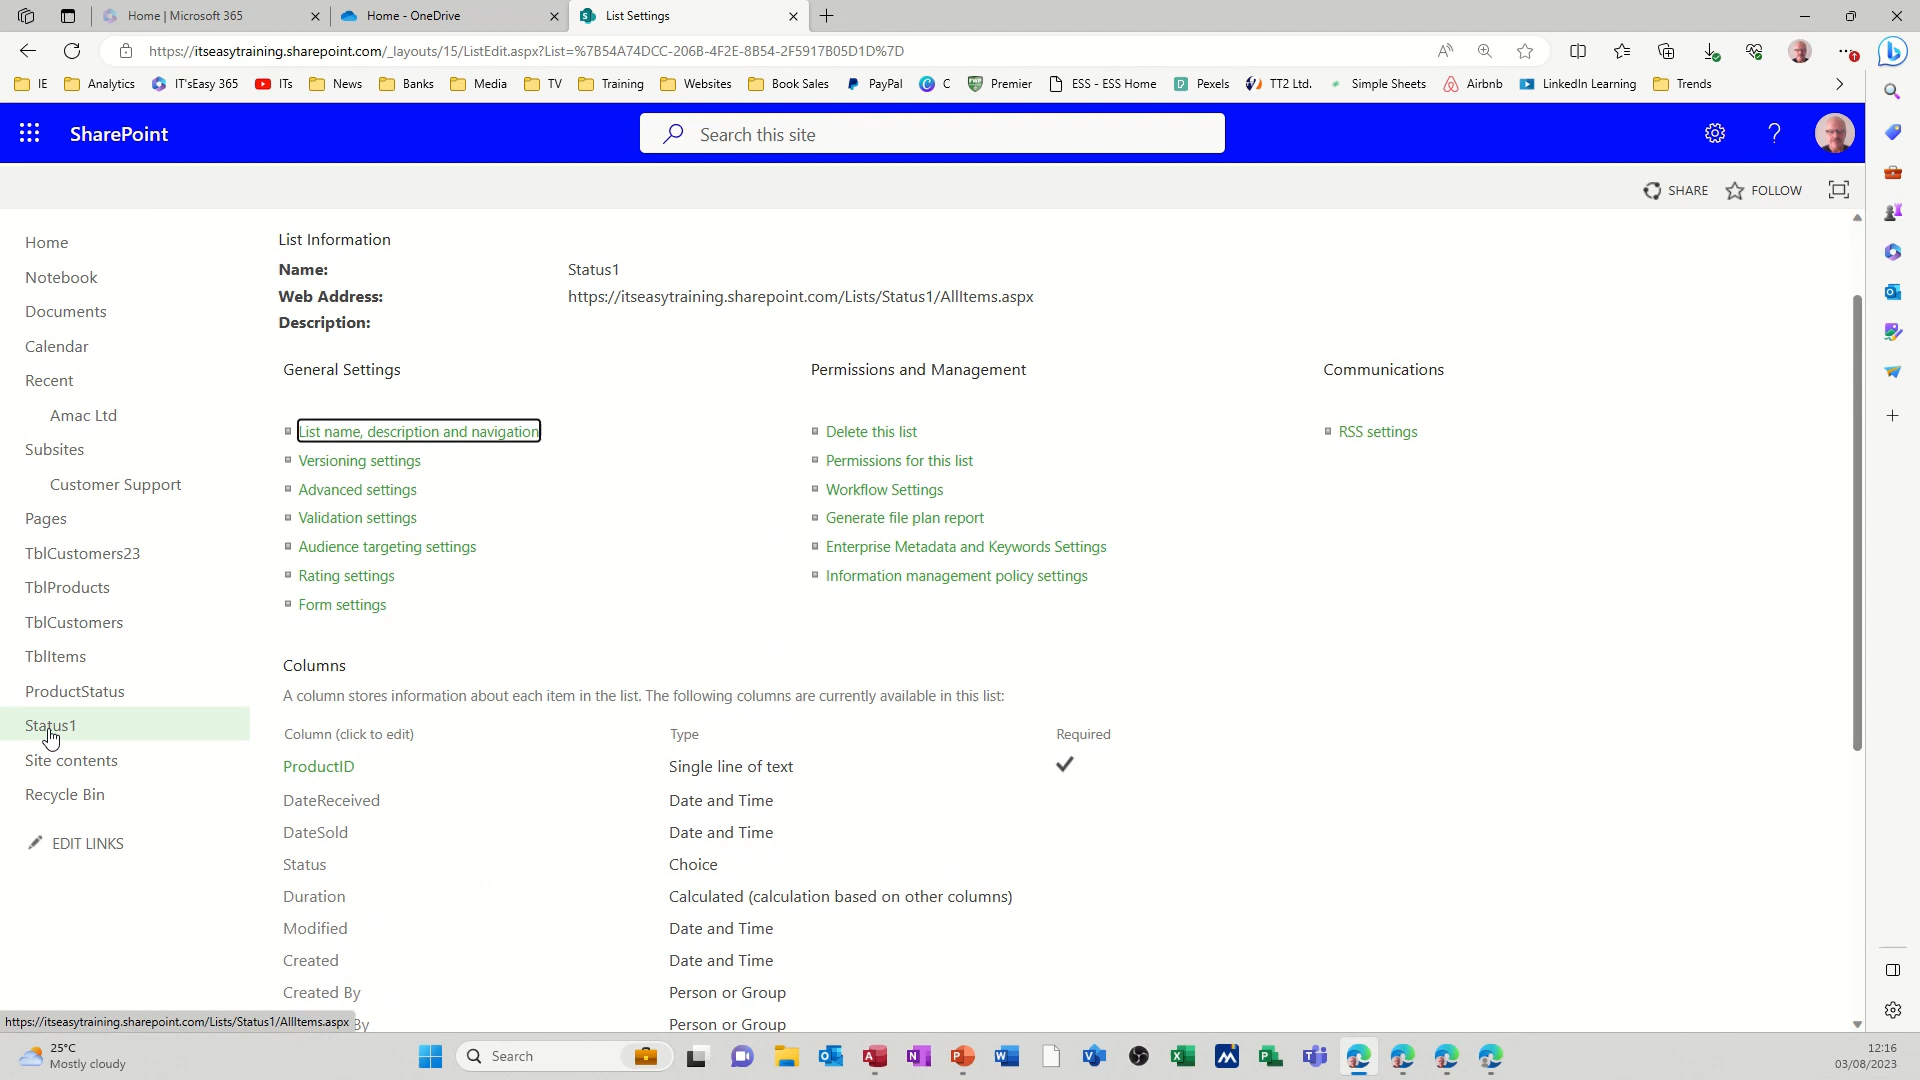 Home | Microsoft 365
Home - OneDrive
List Settings
https://itseasytraining.sharepoint.com/_layouts/15/ListEdit.aspx?List=%7B54A74DCC-206B-4F2E-8B54-2F5917B05D1D%7D
IE Analytics IT'sEasy 365 ITs News Banks Media TV Training Websites Book Sales PayPal C Premier ESS - ESS Home Pexels TT2 Ltd. Simple Sheets Airbnb LinkedIn Learning Trends
SharePoint
Search this site
SHARE FOLLOW
Home
Notebook
Documents
Calendar
Recent
Amac Ltd
Subsites
Customer Support
Pages
TblCustomers23
TblProducts
TblCustomers
TblItems
ProductStatus
Status1
Site contents
Recycle Bin
EDIT LINKS
List Information
Name: Status1
Web Address: https://itseasytraining.sharepoint.com/Lists/Status1/AllItems.aspx
Description:
General Settings
List name, description and navigation
Versioning settings
Advanced settings
Validation settings
Audience targeting settings
Rating settings
Form settings
Permissions and Management
Delete this list
Permissions for this list
Workflow Settings
Generate file plan report
Enterprise Metadata and Keywords Settings
Information management policy settings
Communications
RSS settings
Columns
A column stores information about each item in the list. The following columns are currently available in this list:
Column (click to edit) Type Required
ProductID Single line of text
DateReceived Date and Time
DateSold Date and Time
Status Choice
Duration Calculated (calculation based on other columns)
Modified Date and Time
Created Date and Time
Created By Person or Group
By Person or Group
https://itseasytraining.sharepoint.com/Lists/Status1/AllItems.aspx
25°C
Mostly cloudy
Search
12:16
03/08/2023